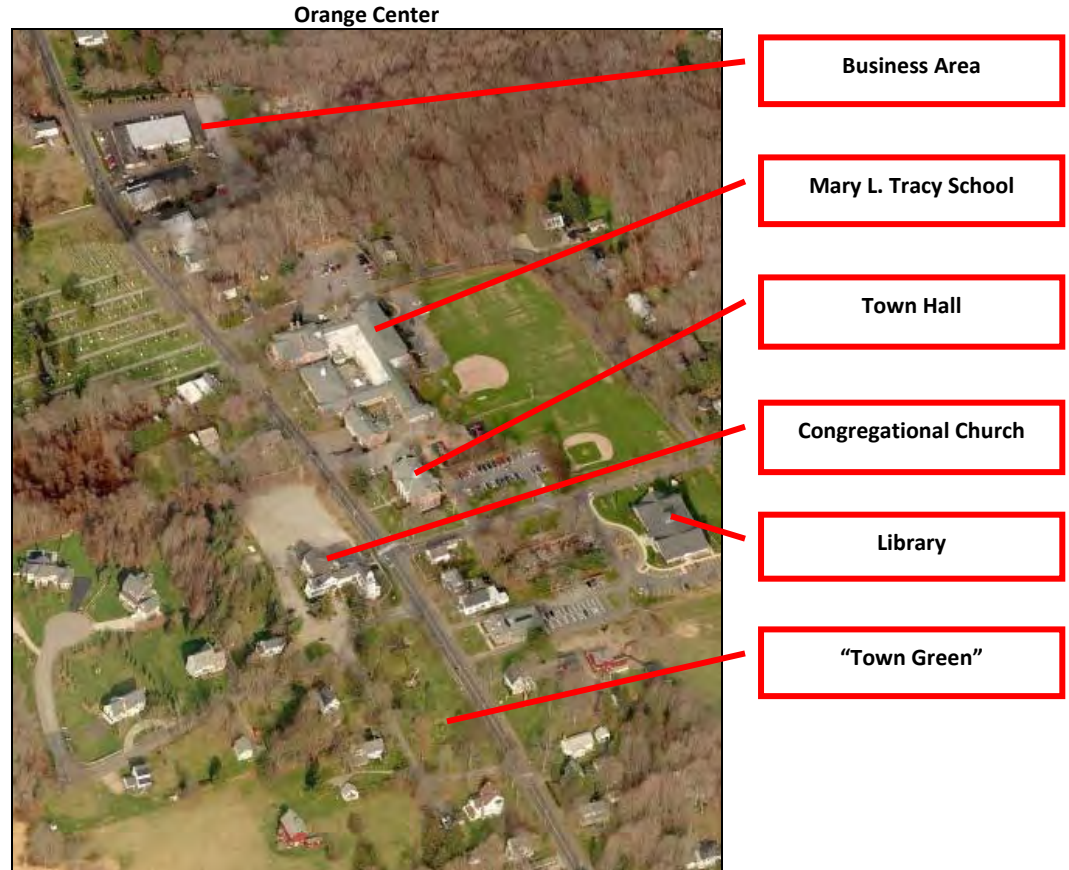 Orange Center
Business Area
Mary L. Tracy School
Town Hall
Congregational Church
Library
“Town Green”